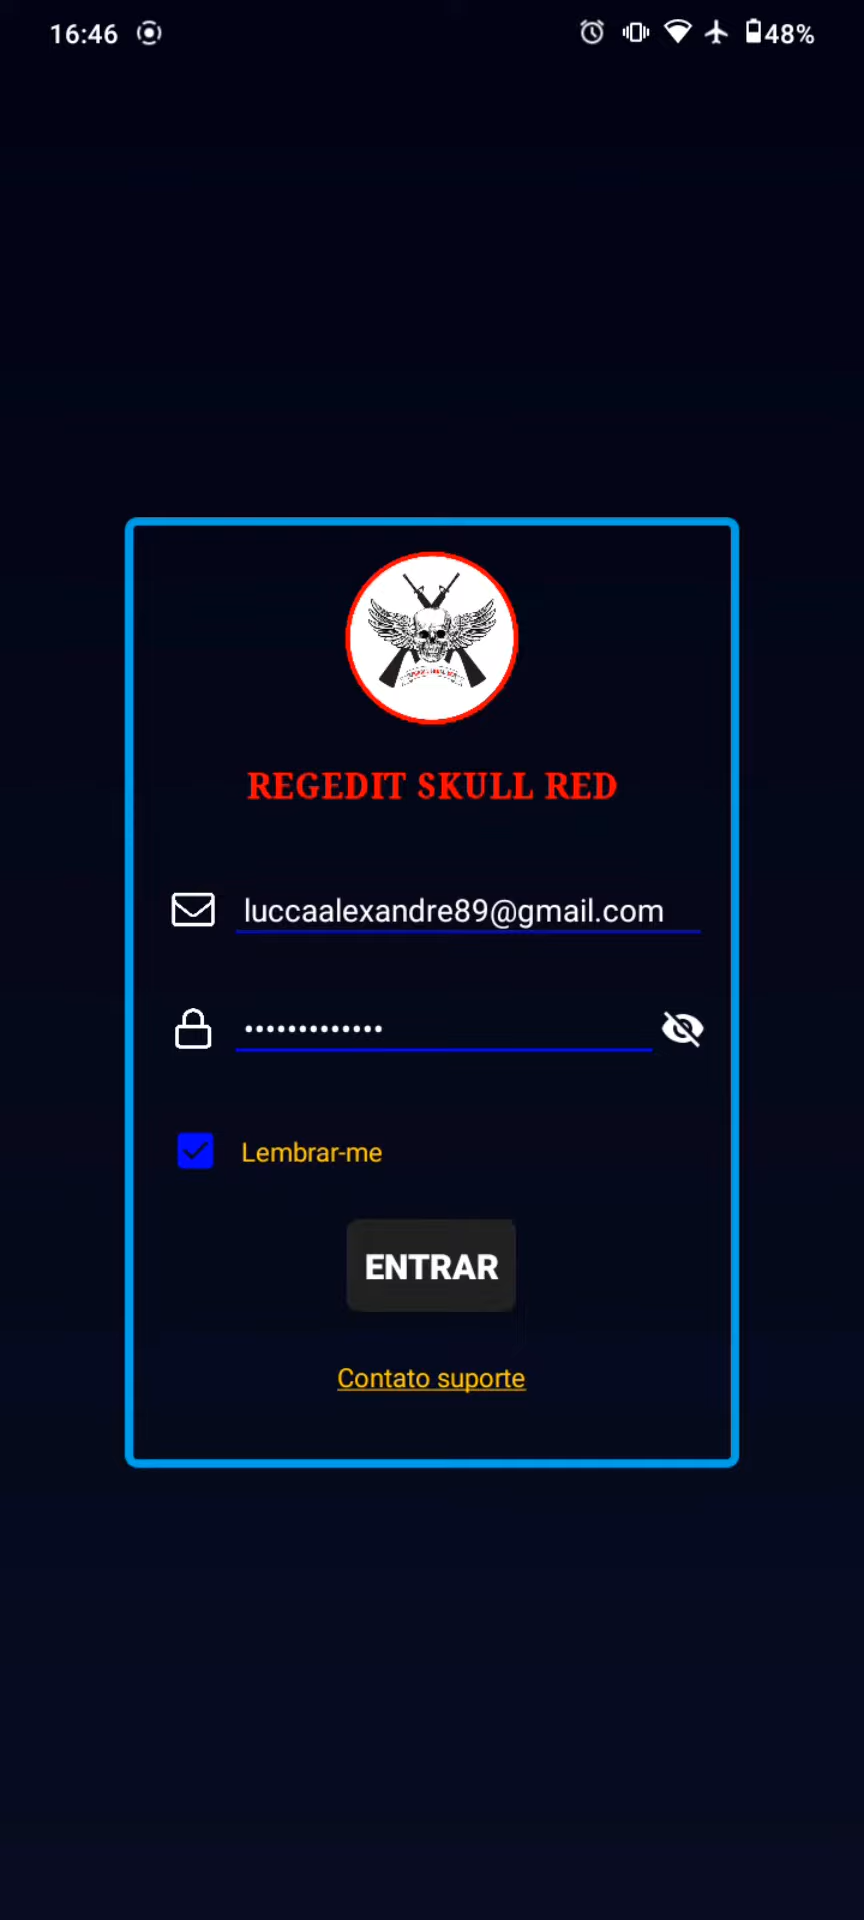 16:46 48%
REGEDIT SKULL RED
luccaalexandre89@gmail.com
•••••••••••••
Lembrar-me
ENTRAR
Contato suporte